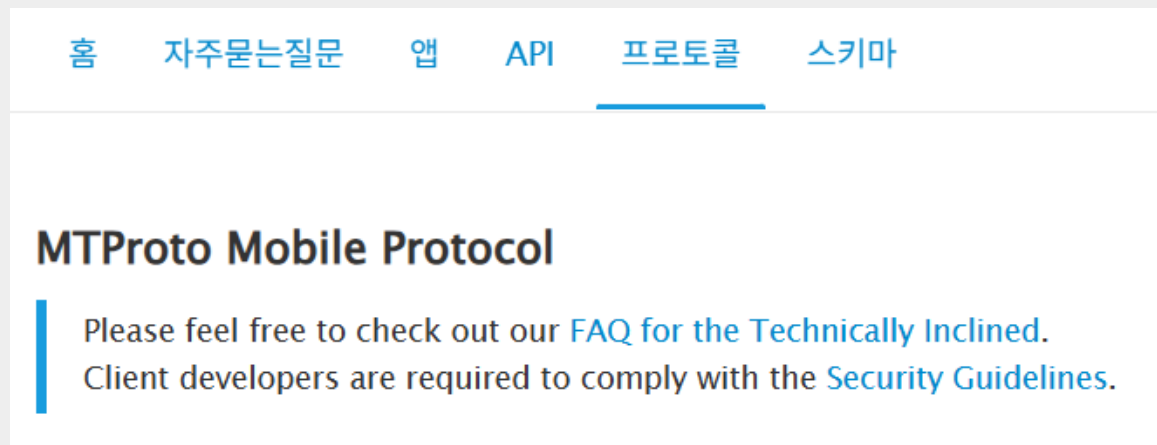 홈 자주묻는질문 앱 API 프로토콜 스키마
MTProto Mobile Protocol
Please feel free to check out our FAQ for the Technically Inclined.
Client developers are required to comply with the Security Guidelines.